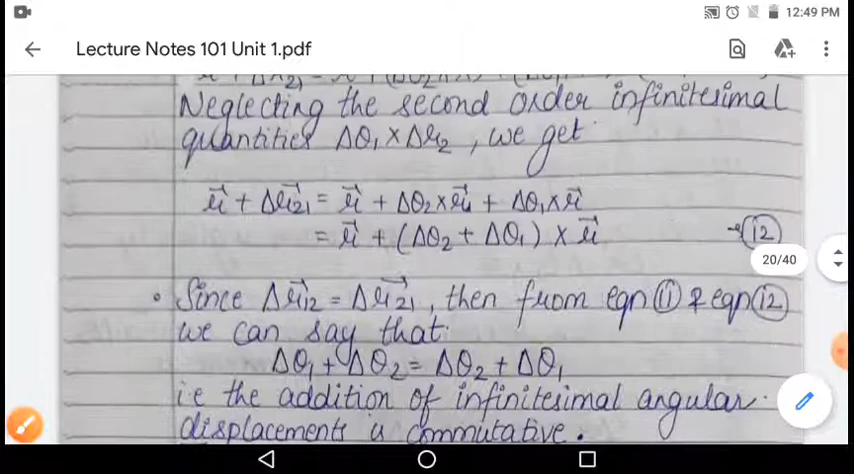 12:49 PM
Lecture Notes 101 Unit 1.pdf
Neglecting the second order infinitesimal
quantities Δθ₁ × Δr₂, we get
r⃗ + Δr⃗₂₁ = r⃗ + Δθ₂×r⃗ + Δθ₁×r⃗
= r⃗ + (Δθ₂ + Δθ₁) × r⃗ → ⑫
20/40
• Since Δr⃗₁₂ = Δr⃗₂₁, then from eqn ⑪ & eqn ⑫
we can say that:
Δθ₁ + Δθ₂ = Δθ₂ + Δθ₁
i.e the addition of infinitesimal angular
displacements is commutative.